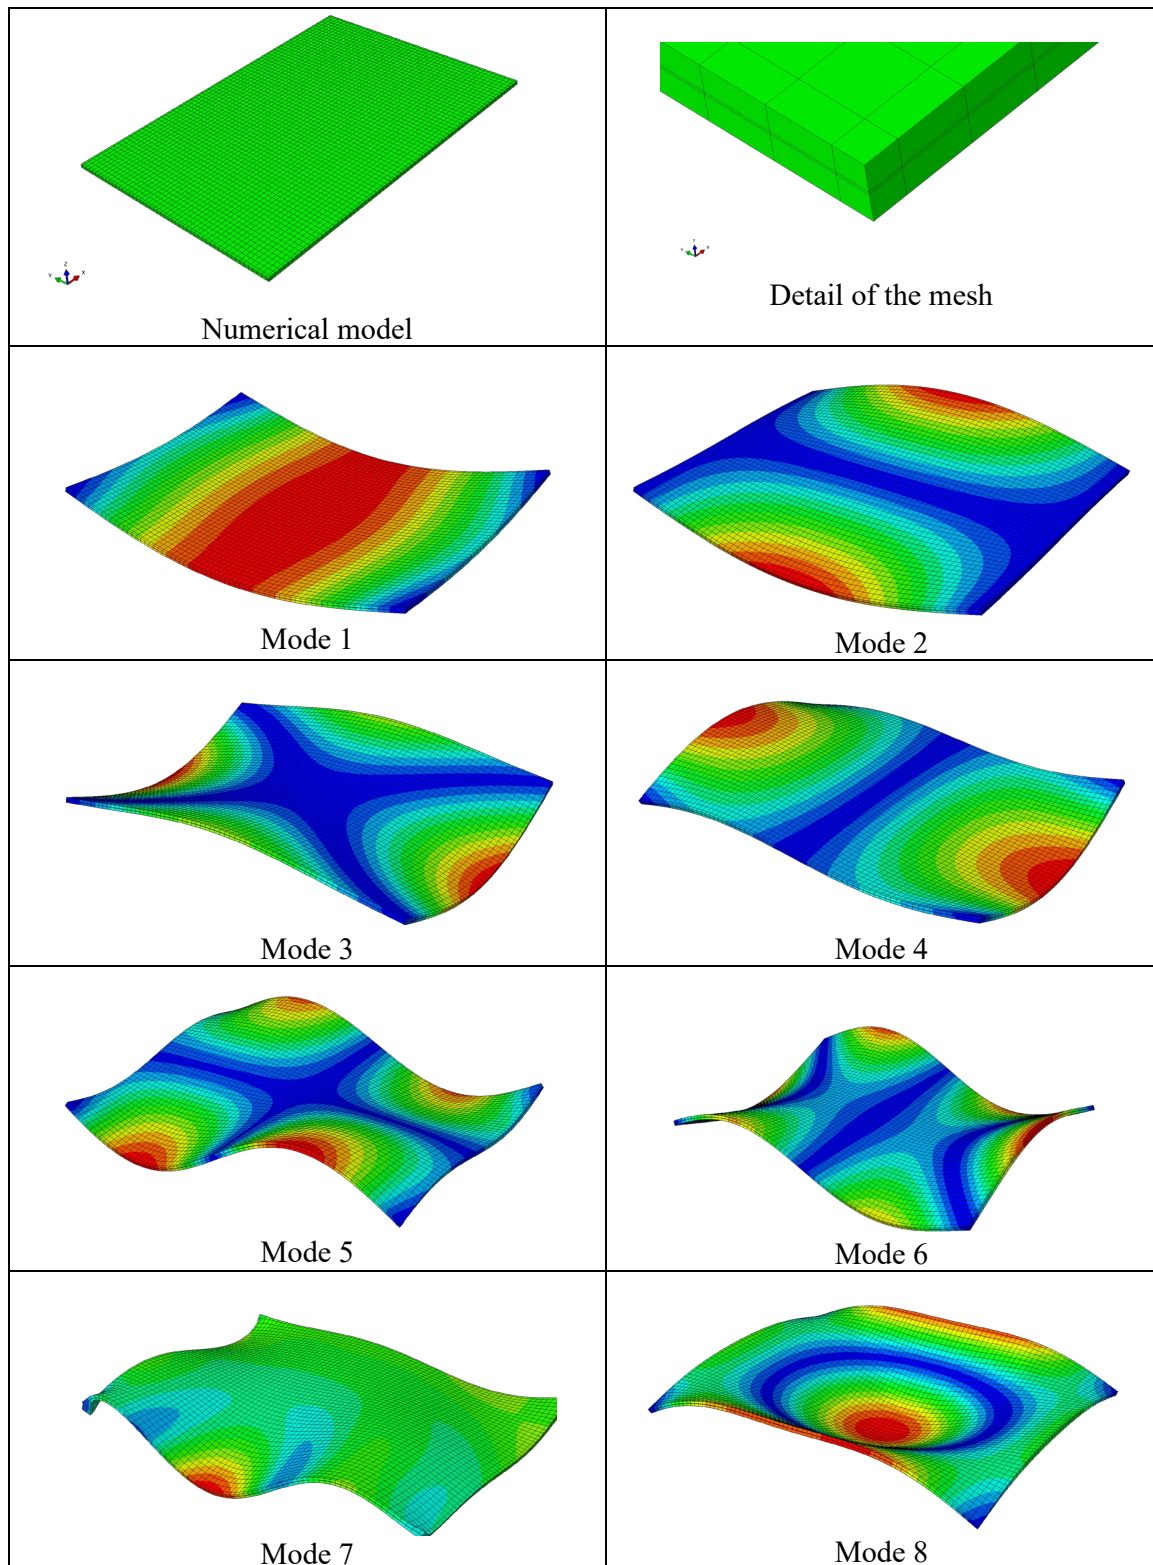 Z
Y
X
Numerical model
Detail of the mesh
Mode 1
Mode 2
Mode 3
Mode 4
Mode 5
Mode 6
Mode 7
Mode 8